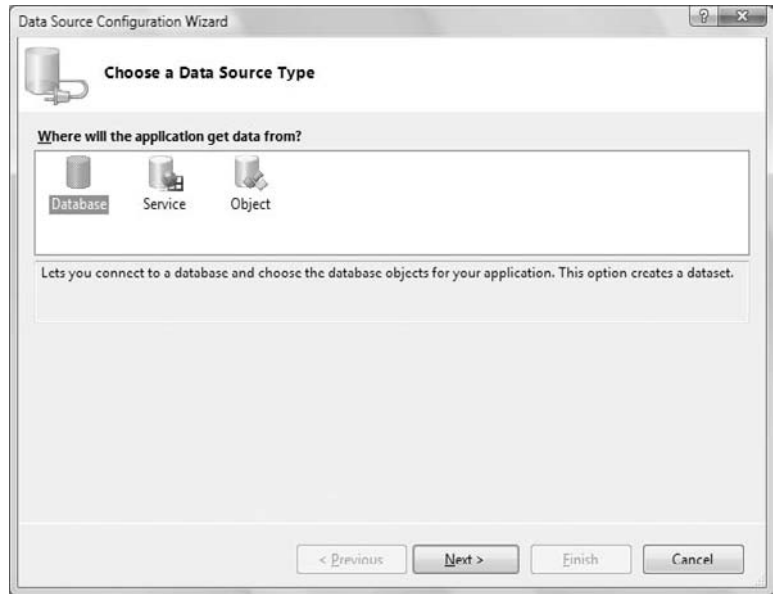 Data Source Configuration Wizard
Choose a Data Source Type
Where will the application get data from?
Database Service Object
Lets you connect to a database and choose the database objects for your application. This option creates a dataset.
< Previous Next > Finish Cancel